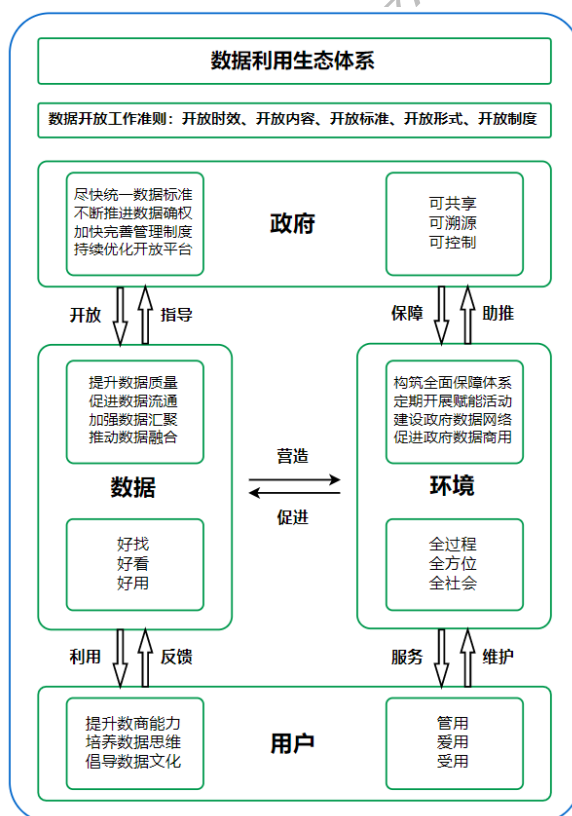 数据利用生态体系
数据开放工作准则：开放时效、开放内容、开放标准、开放形式、开放制度
尽快统一数据标准
不断推进数据确权
加快完善管理制度
持续优化开放平台
政府
可共享
可溯源
可控制
开放
指导
保障
助推
提升数据质量
促进数据流通
加强数据汇聚
推动数据融合
数据
好找
好看
好用
营造
促进
构筑全面保障体系
定期开展赋能活动
建设政府数据网络
促进政府数据商用
环境
全过程
全方位
全社会
利用
反馈
服务
维护
提升数商能力
培养数据思维
倡导数据文化
用户
管用
爱用
受用